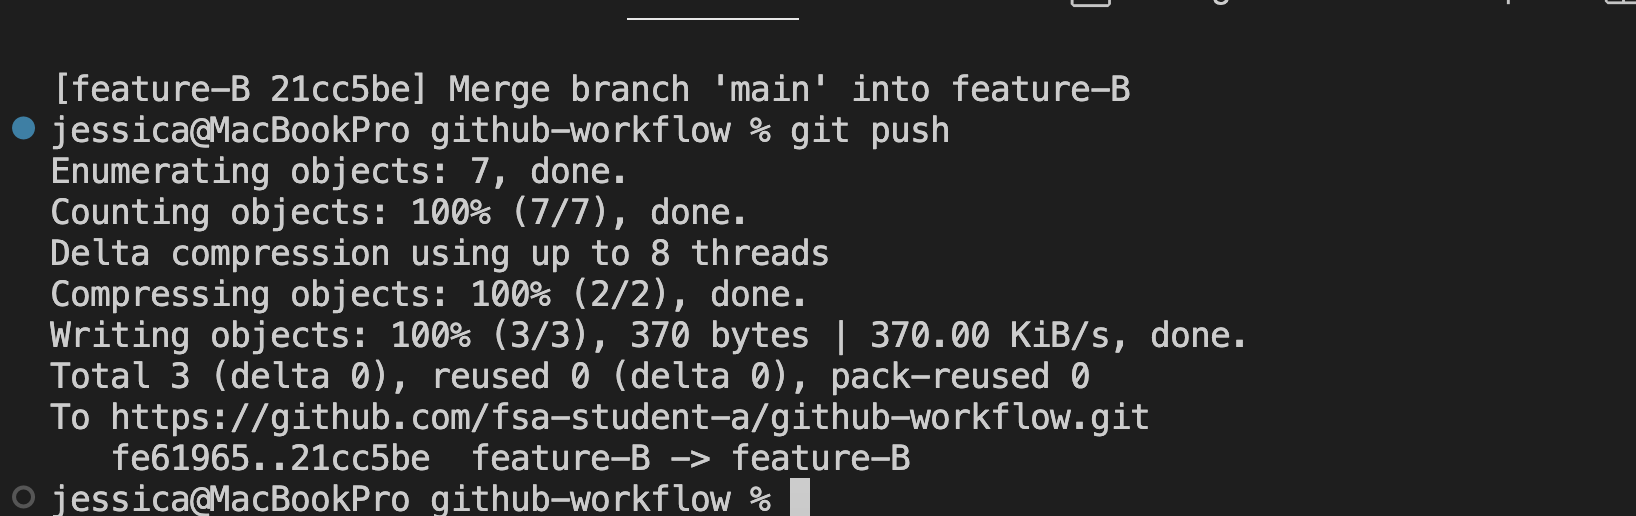 [feature-B 21cc5be] Merge branch 'main' into feature-B
jessica@MacBookPro github-workflow % git push
Enumerating objects: 7, done.
Counting objects: 100% (7/7), done.
Delta compression using up to 8 threads
Compressing objects: 100% (2/2), done.
Writing objects: 100% (3/3), 370 bytes | 370.00 KiB/s, done.
Total 3 (delta 0), reused 0 (delta 0), pack-reused 0
To https://github.com/fsa-student-a/github-workflow.git
   fe61965..21cc5be  feature-B -> feature-B
jessica@MacBookPro github-workflow %